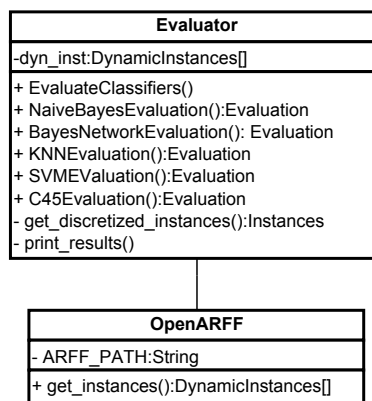 Evaluator
-dyn_inst:DynamicInstances[]
+ EvaluateClassifiers()
+ NaiveBayesEvaluation():Evaluation
+ BayesNetworkEvaluation(): Evaluation
+ KNNEvaluation():Evaluation
+ SVMEValuation():Evaluation
+ C45Evaluation():Evaluation
- get_discretized_instances():Instances
- print_results()
OpenARFF
- ARFF_PATH:String
+ get_instances():DynamicInstances[]